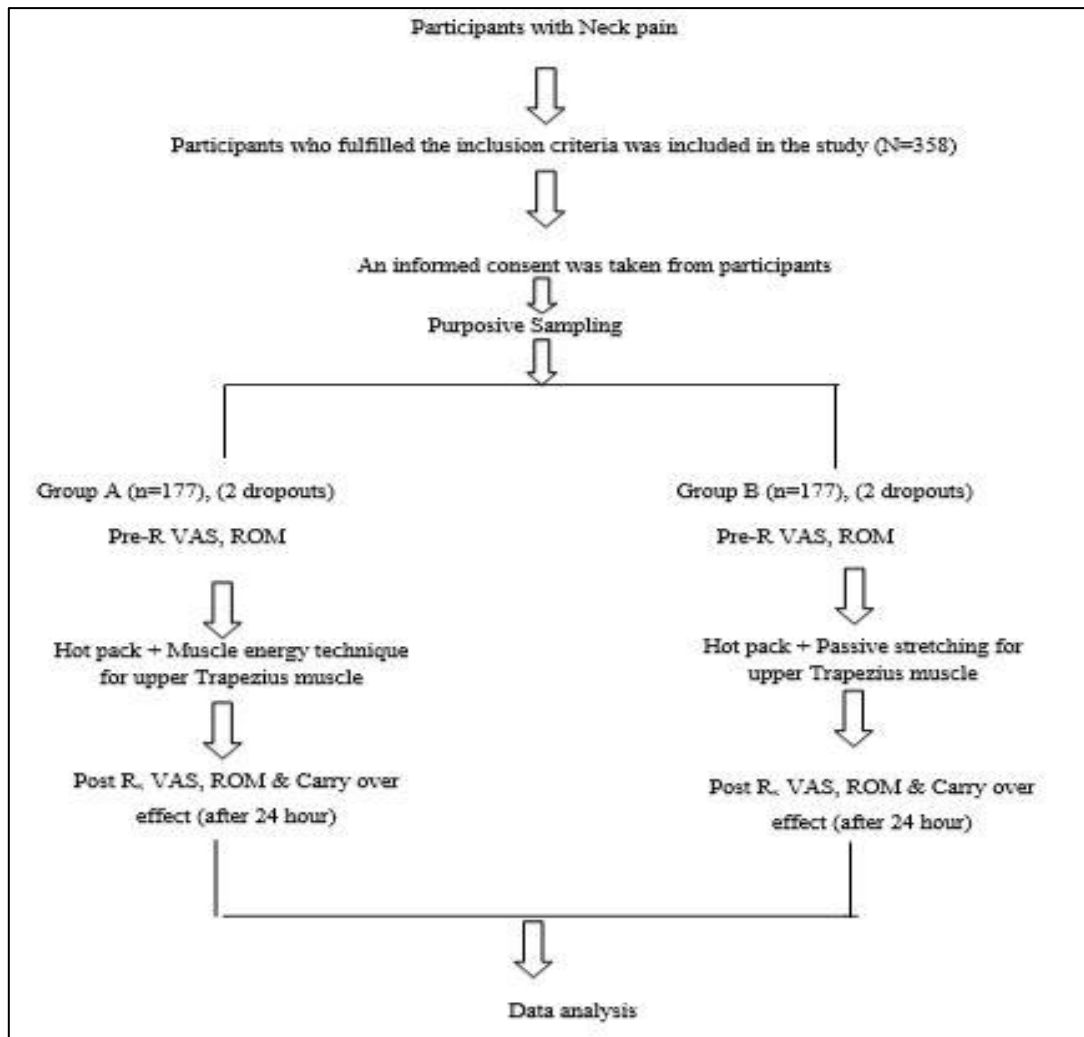 Participants with Neck pain
Participants who fulfilled the inclusion criteria was included in the study (N=358)
An informed consent was taken from participants
Purposive Sampling
Group A (n=177), (2 dropouts)
Pre-R VAS, ROM
Hot pack + Muscle energy technique
for upper Trapezius muscle
Post Rₓ, VAS, ROM & Carry over
effect (after 24 hour)
Group B (n=177), (2 dropouts)
Pre-R VAS, ROM
Hot pack + Passive stretching for
upper Trapezius muscle
Post Rₓ, VAS, ROM & Carry over
effect (after 24 hour)
Data analysis